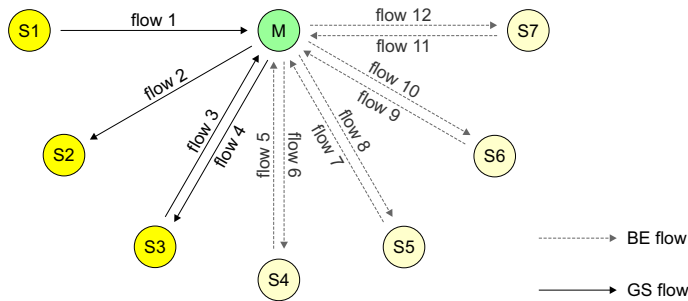 S1
flow 1
M
flow 12
flow 11
S7
flow 2
flow 3
flow 4
flow 5
flow 6
flow 7
flow 8
flow 9
flow 10
S2
S6
S3
S4
S5
BE flow
GS flow